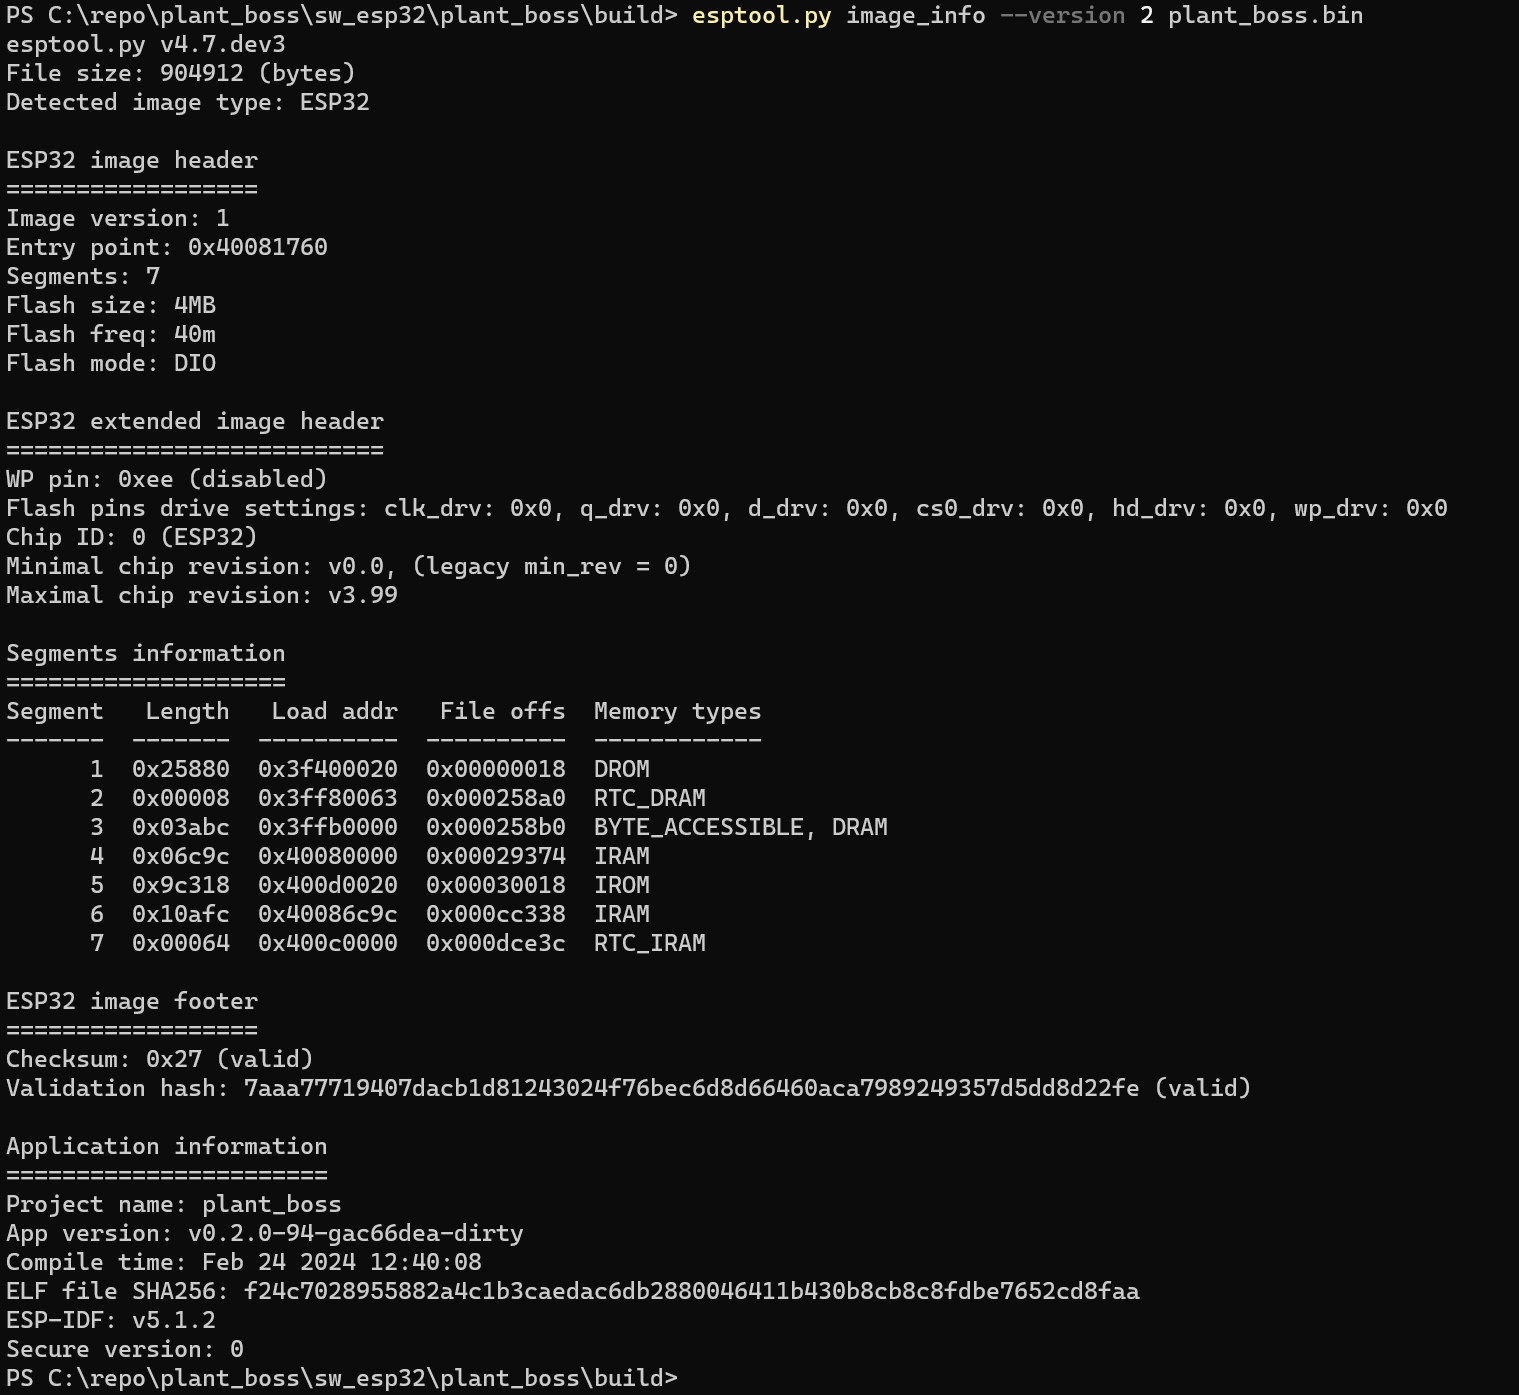 PS C:\repo\plant_boss\sw_esp32\plant_boss\build> esptool.py image_info --version 2 plant_boss.bin
esptool.py v4.7.dev3
File size: 904912 (bytes)
Detected image type: ESP32
ESP32 image header
==================
Image version: 1
Entry point: 0x40081760
Segments: 7
Flash size: 4MB
Flash freq: 40m
Flash mode: DIO
ESP32 extended image header
===========================
WP pin: 0xee (disabled)
Flash pins drive settings: clk_drv: 0x0, q_drv: 0x0, d_drv: 0x0, cs0_drv: 0x0, hd_drv: 0x0, wp_drv: 0x0
Chip ID: 0 (ESP32)
Minimal chip revision: v0.0, (legacy min_rev = 0)
Maximal chip revision: v3.99
Segments information
====================
Segment   Length   Load addr   File offs  Memory types
-------  -------  ----------  ----------  ------------
      1  0x25880  0x3f400020  0x00000018  DROM
      2  0x00008  0x3ff80063  0x000258a0  RTC_DRAM
      3  0x03abc  0x3ffb0000  0x000258b0  BYTE_ACCESSIBLE, DRAM
      4  0x06c9c  0x40080000  0x00029374  IRAM
      5  0x9c318  0x400d0020  0x00030018  IROM
      6  0x10afc  0x40086c9c  0x000cc338  IRAM
      7  0x00064  0x400c0000  0x000dce3c  RTC_IRAM
ESP32 image footer
==================
Checksum: 0x27 (valid)
Validation hash: 7aaa77719407dacb1d81243024f76bec6d8d66460aca7989249357d5dd8d22fe (valid)
Application information
=======================
Project name: plant_boss
App version: v0.2.0-94-gac66dea-dirty
Compile time: Feb 24 2024 12:40:08
ELF file SHA256: f24c7028955882a4c1b3caedac6db2880046411b430b8cb8c8fdbe7652cd8faa
ESP-IDF: v5.1.2
Secure version: 0
PS C:\repo\plant_boss\sw_esp32\plant_boss\build>